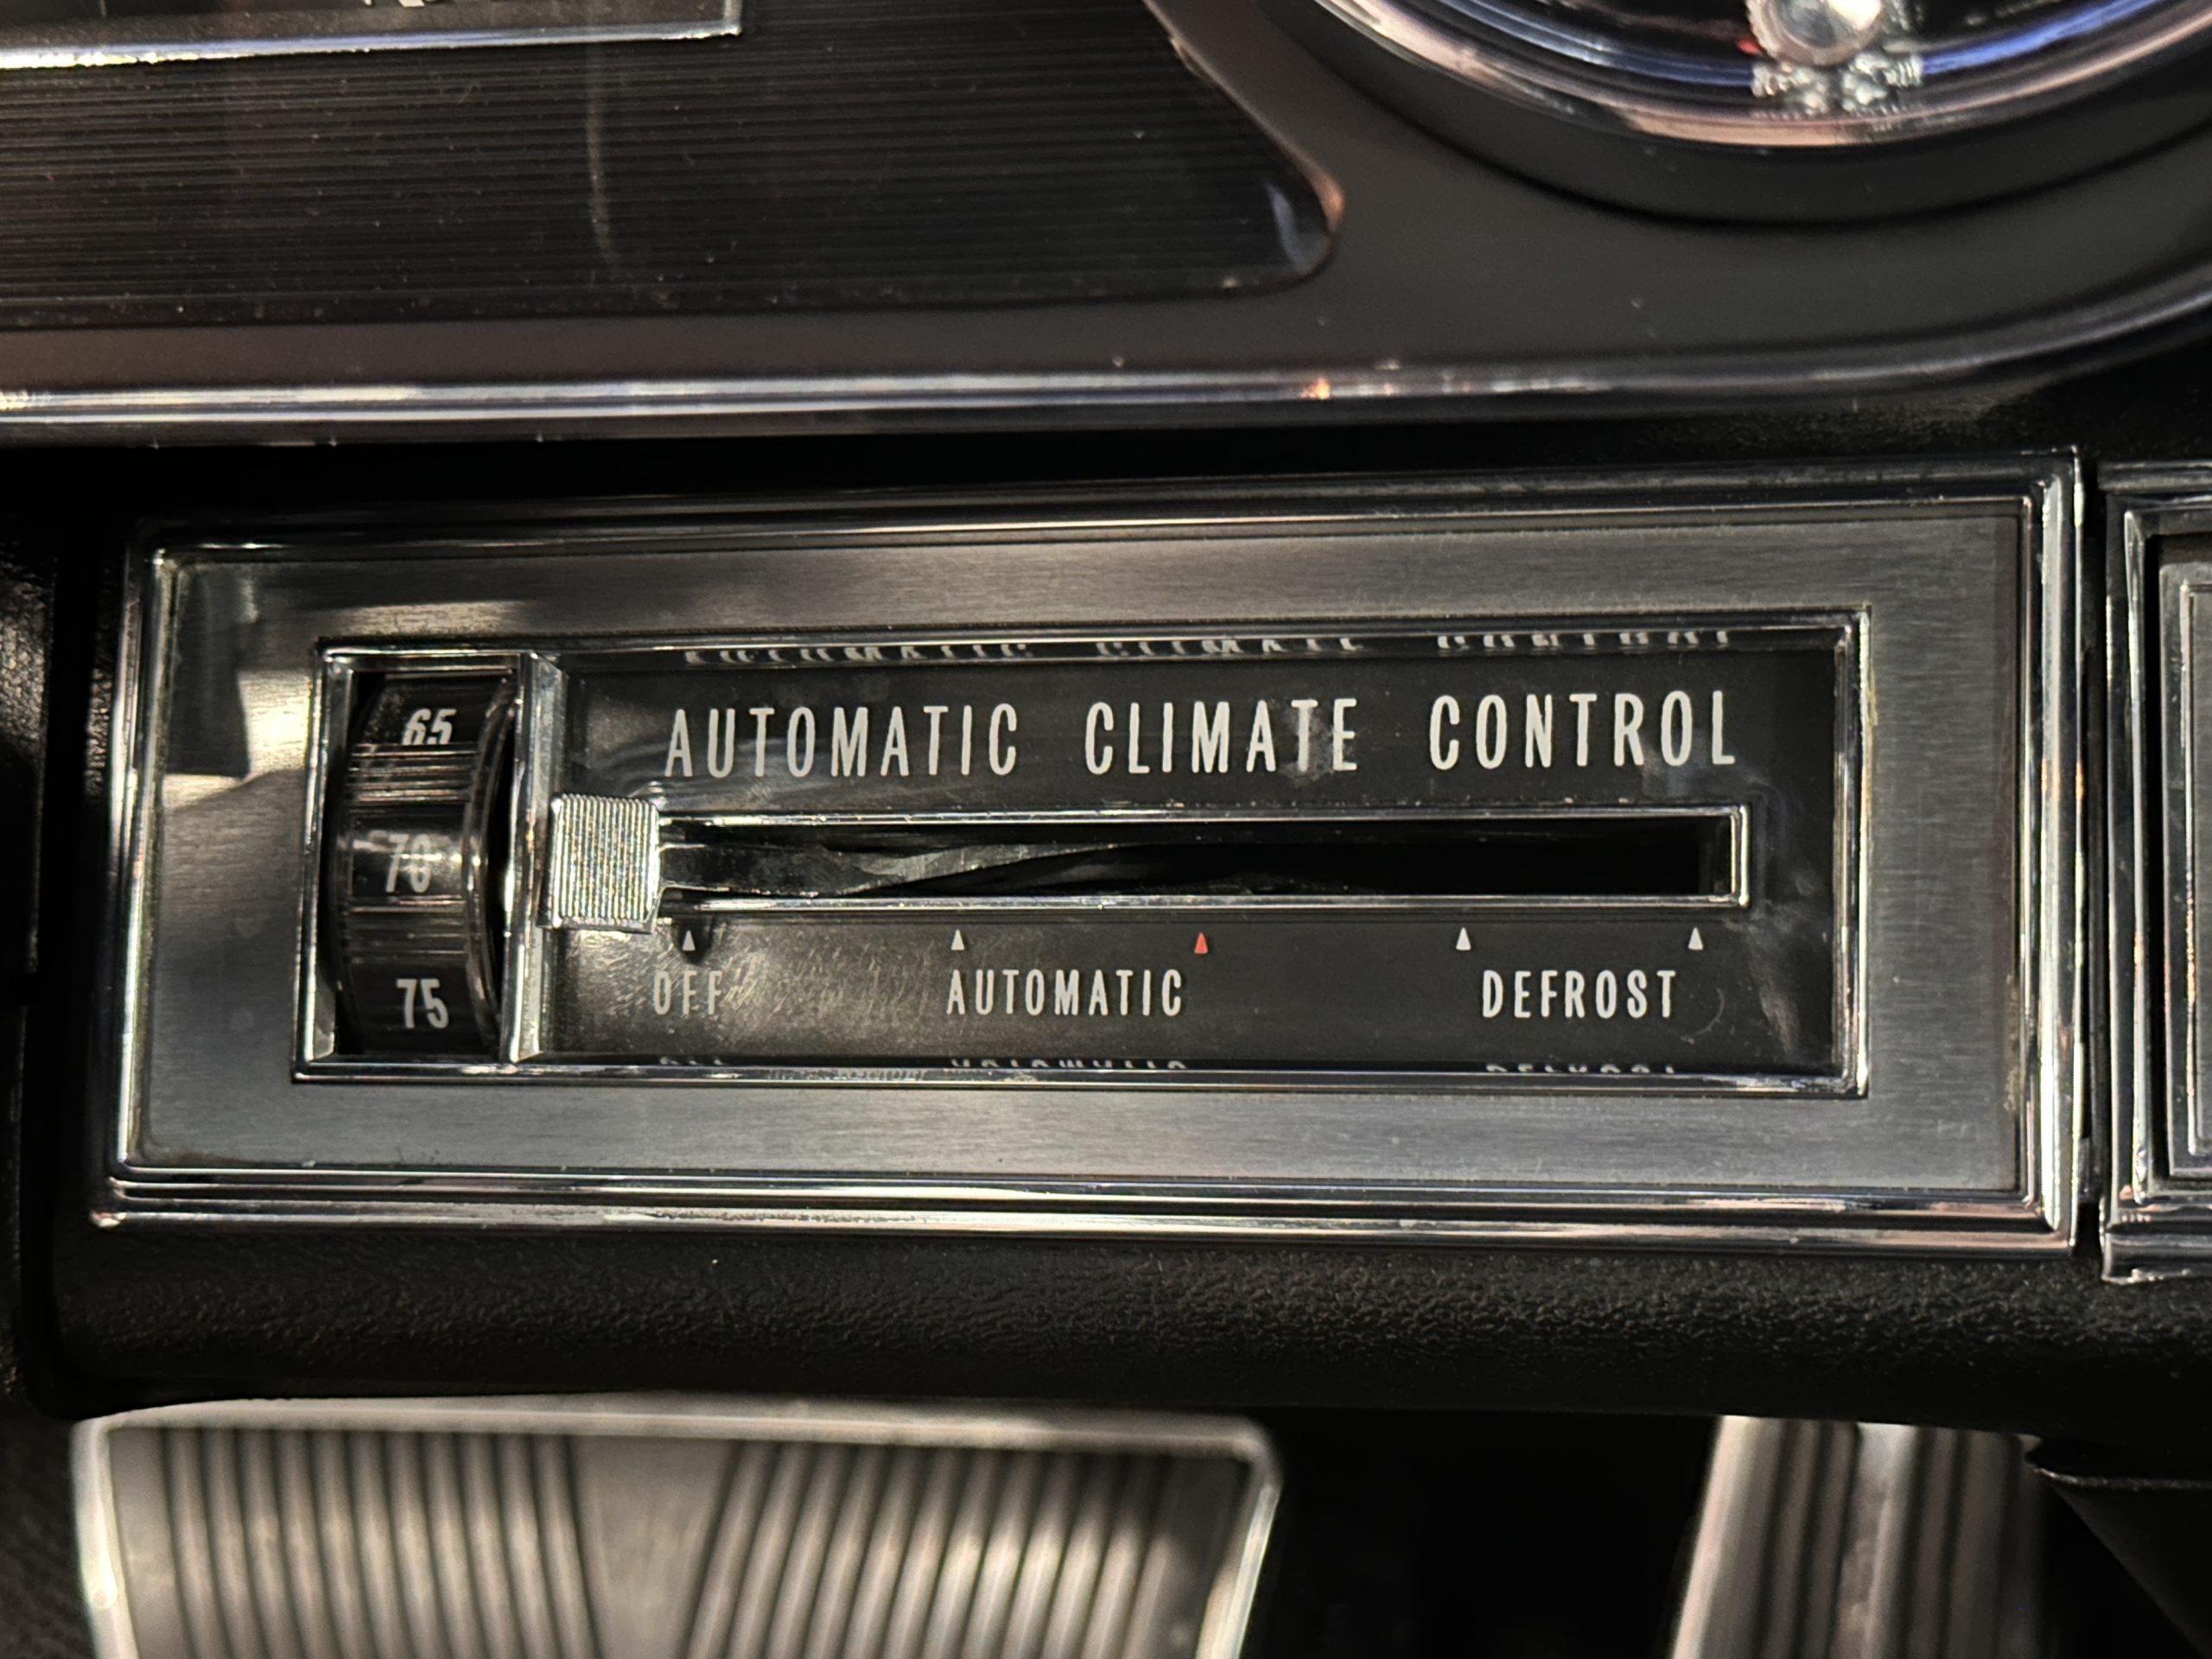 65
70
75
AUTOMATIC CLIMATE CONTROL
OFF AUTOMATIC DEFROST